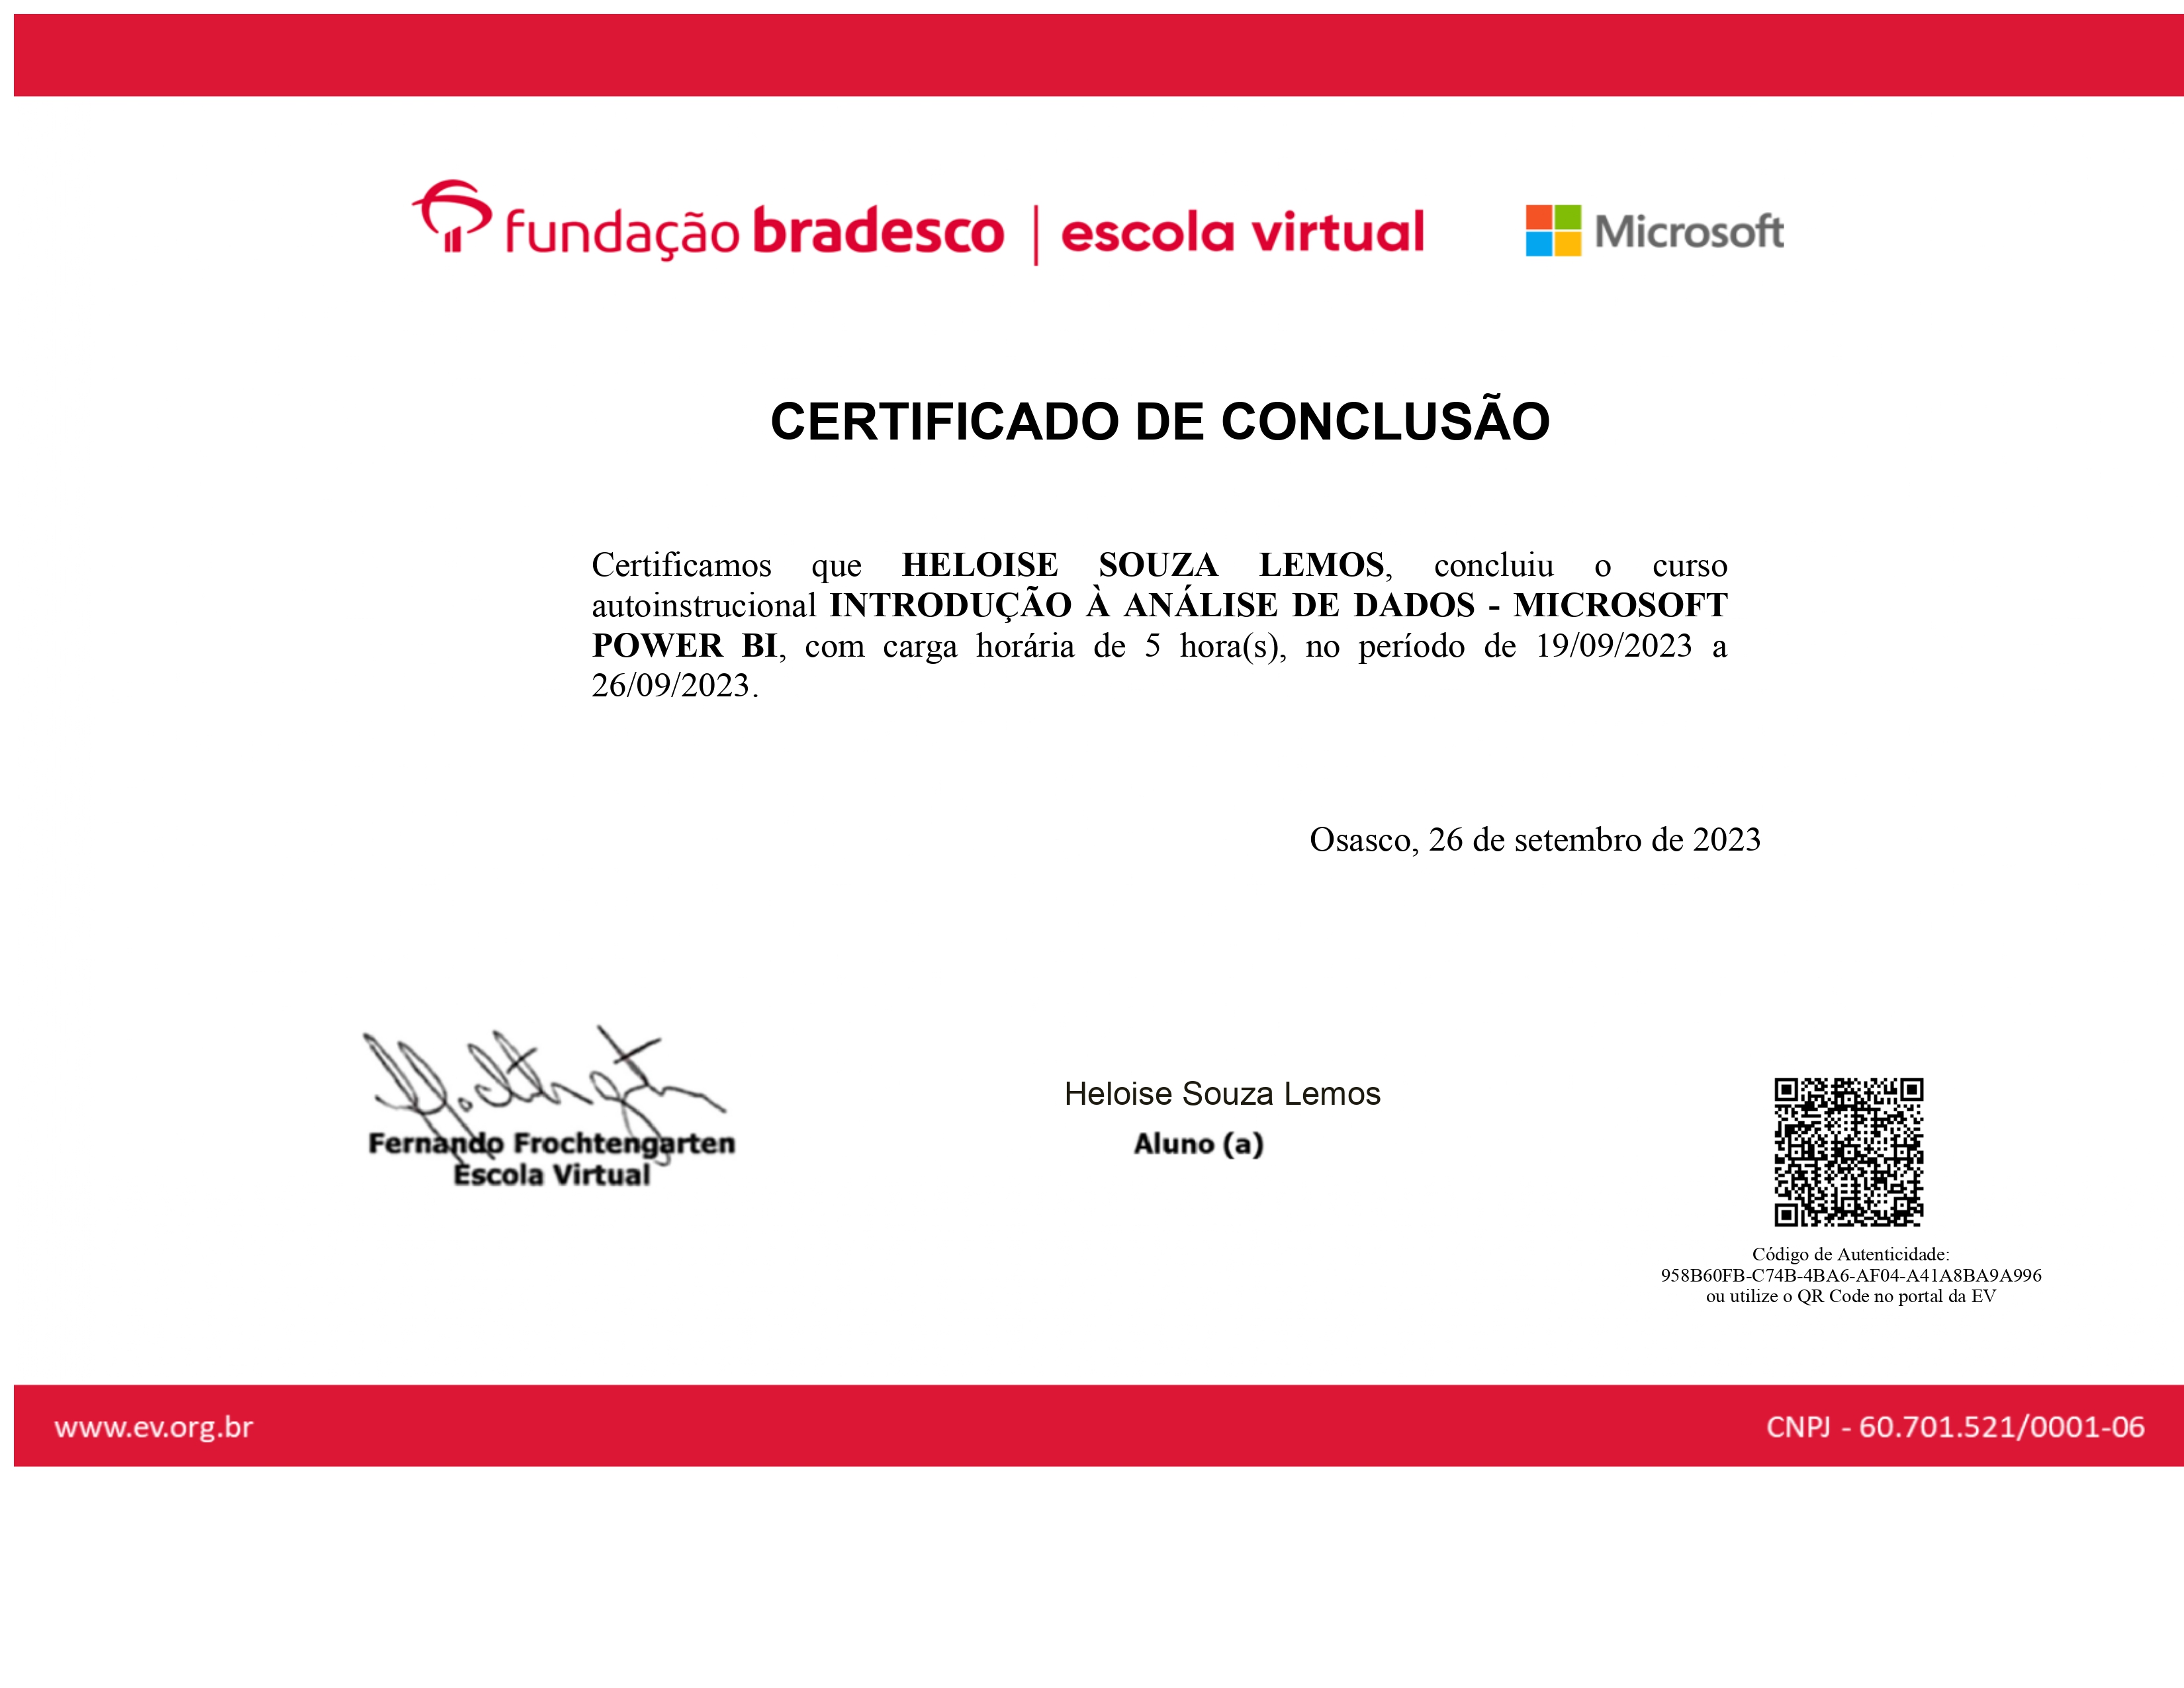 fundação bradesco | escola virtual Microsoft
CERTIFICADO DE CONCLUSÃO
Certificamos que HELOISE SOUZA LEMOS, concluiu o curso
autoinstrucional INTRODUÇÃO À ANÁLISE DE DADOS - MICROSOFT
POWER BI, com carga horária de 5 hora(s), no período de 19/09/2023 a
26/09/2023.
Osasco, 26 de setembro de 2023
Fernando Frochtengarten
Escola Virtual
Heloise Souza Lemos
Aluno (a)
Código de Autenticidade:
958B60FB-C74B-4BA6-AF04-A41A8BA9A996
ou utilize o QR Code no portal da EV
www.ev.org.br
CNPJ - 60.701.521/0001-06